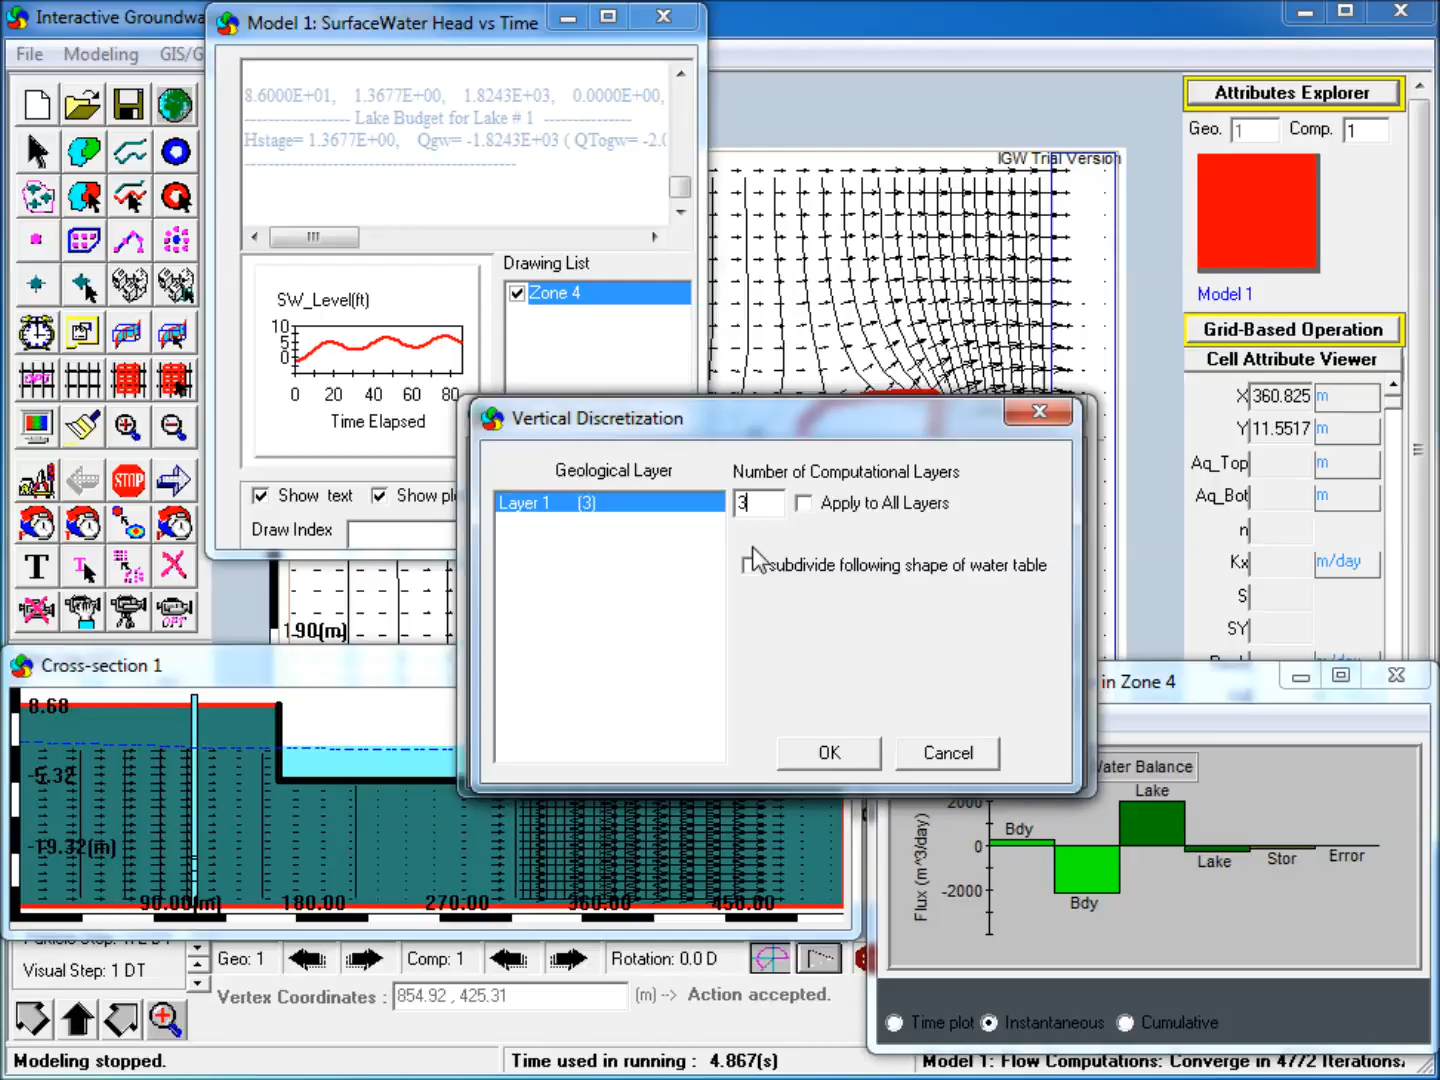 Interactive Groundwa
File Modeling GIS/G
Model 1: SurfaceWater Head vs Time
8.6000E+01, 1.3677E+00, 1.8243E+03, 0.0000E+00,
------------------ Lake Budget for Lake # 1 ---------------
Hstage= 1.3677E+00, Qgw= -1.8243E+03 ( QTogw= -2.0
SW_Level(ft)
10
5
0
0 20 40 60 80
Time Elapsed
Drawing List
Zone 4
Show text Show pl
Draw Index
IGW Trial Version
Attributes Explorer
Geo. 1 Comp. 1
Model 1
Grid-Based Operation
Cell Attribute Viewer
X 360.825 m
Y 11.5517 m
Aq_Top m
Aq_Bot m
n
Kx m/day
S
SY
Vertical Discretization
Geological Layer
Layer 1 (3)
Number of Computational Layers
3 Apply to All Layers
subdivide following shape of water table
OK Cancel
OPT
STOP
T T
OPT
1.90(m)
Cross-section 1
8.68
-5.32
-19.32(m)
90.00(m) 180.00 270.00 360.00 450.00
in Zone 4
Water Balance
Flux (m^3/day)
2000
0
-2000
Bdy
Bdy
Lake
Lake
Stor
Error
Time plot Instantaneous Cumulative
Visual Step: 1 DT
Geo: 1 Comp: 1 Rotation: 0.0 D
Vertex Coordinates : 854.92 , 425.31 (m) --> Action accepted.
Modeling stopped.
Time used in running : 4.867(s)
Model 1: Flow Computations: Converge in 4772 Iterations.